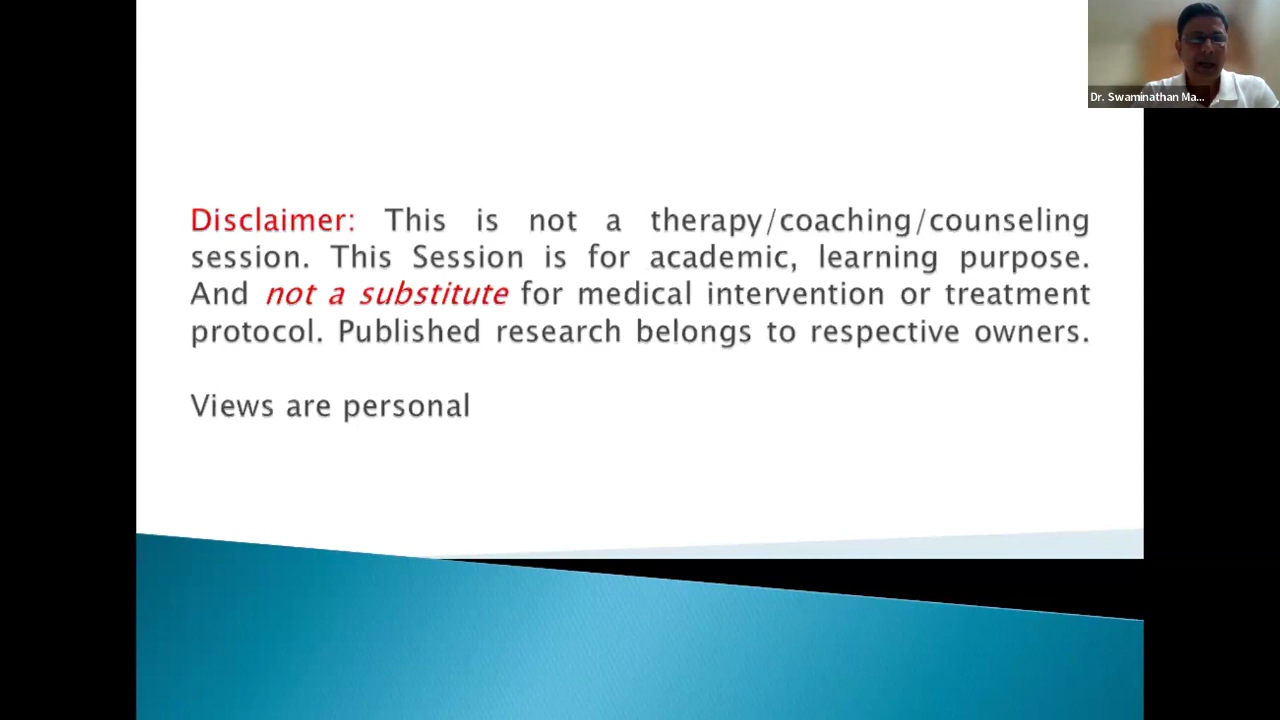 Dr. Swaminathan Ma...
Disclaimer: This is not a therapy/coaching/counseling
session. This Session is for academic, learning purpose.
And not a substitute for medical intervention or treatment
protocol. Published research belongs to respective owners.
Views are personal